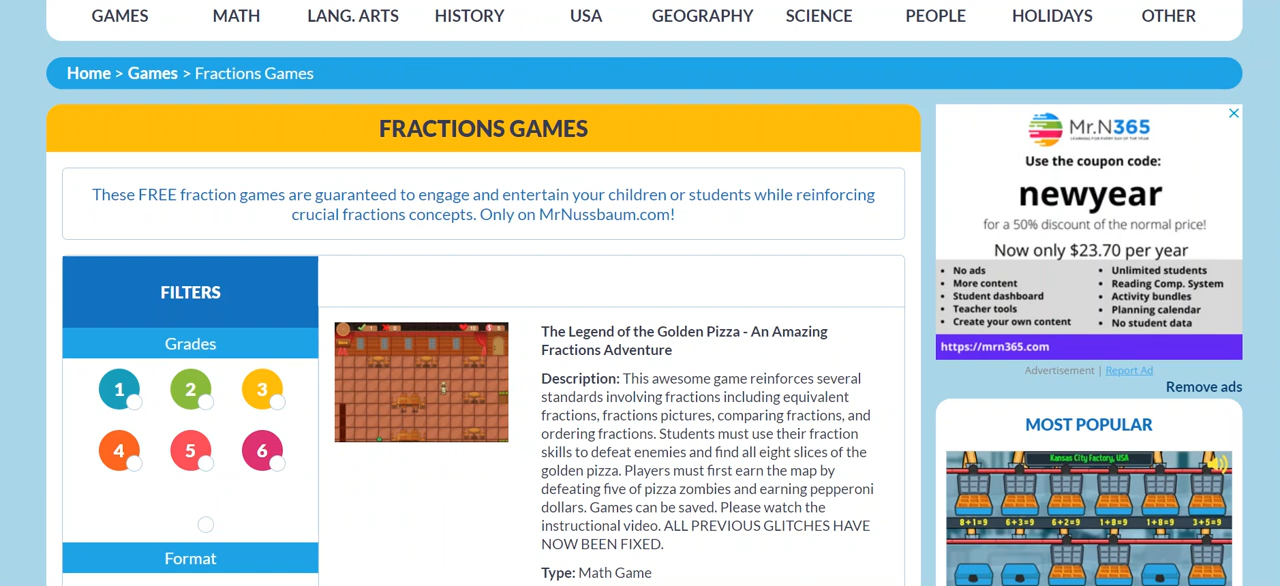 GAMES MATH LANG. ARTS HISTORY USA GEOGRAPHY SCIENCE PEOPLE HOLIDAYS OTHER
Home > Games > Fractions Games
FRACTIONS GAMES
These FREE fraction games are guaranteed to engage and entertain your children or students while reinforcing
crucial fractions concepts. Only on MrNussbaum.com!
FILTERS
Grades
1 2 3
4 5 6
Format
The Legend of the Golden Pizza - An Amazing
Fractions Adventure
Description: This awesome game reinforces several
standards involving fractions including equivalent
fractions, fractions pictures, comparing fractions, and
ordering fractions. Students must use their fraction
skills to defeat enemies and find all eight slices of the
golden pizza. Players must first earn the map by
defeating five of pizza zombies and earning pepperoni
dollars. Games can be saved. Please watch the
instructional video. ALL PREVIOUS GLITCHES HAVE
NOW BEEN FIXED.
Type: Math Game
Mr.N365
LEARNING FOR EVERY DAY OF THE YEAR
Use the coupon code:
newyear
for a 50% discount of the normal price!
Now only $23.70 per year
• No ads
• More content
• Student dashboard
• Teacher tools
• Create your own content
• Unlimited students
• Reading Comp. System
• Activity bundles
• Planning calendar
• No student data
https://mrn365.com
Advertisement | Report Ad
Remove ads
MOST POPULAR
Kansas City Factory, USA
8+1=9 6+3=9 6+2=9 1+8=9 1+8=9 3+5=9